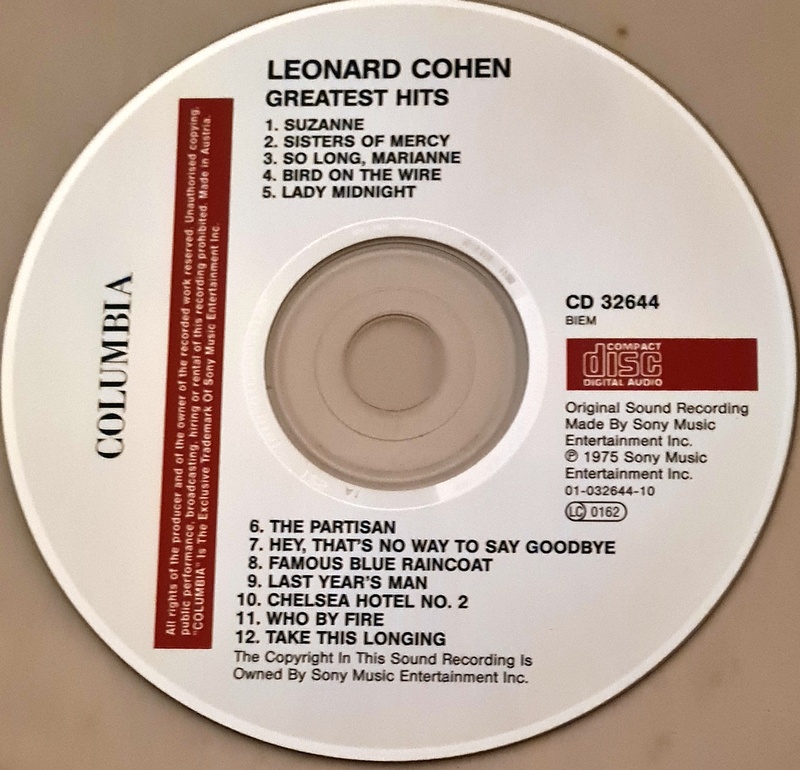 LEONARD COHEN
GREATEST HITS
1. SUZANNE
2. SISTERS OF MERCY
3. SO LONG, MARIANNE
4. BIRD ON THE WIRE
5. LADY MIDNIGHT
COLUMBIA
All rights of the producer and of the owner of the recorded work reserved. Unauthorised copying,
public performance, broadcasting, hiring or rental of this recording prohibited. Made in Austria.
"COLUMBIA" Is The Exclusive Trademark Of Sony Music Entertainment Inc.
CD 32644
BIEM
COMPACT
disc
DIGITAL AUDIO
Original Sound Recording
Made By Sony Music
Entertainment Inc.
℗ 1975 Sony Music
Entertainment Inc.
01-032644-10
LC 0162
6. THE PARTISAN
7. HEY, THAT'S NO WAY TO SAY GOODBYE
8. FAMOUS BLUE RAINCOAT
9. LAST YEAR'S MAN
10. CHELSEA HOTEL NO. 2
11. WHO BY FIRE
12. TAKE THIS LONGING
The Copyright In This Sound Recording Is
Owned By Sony Music Entertainment Inc.